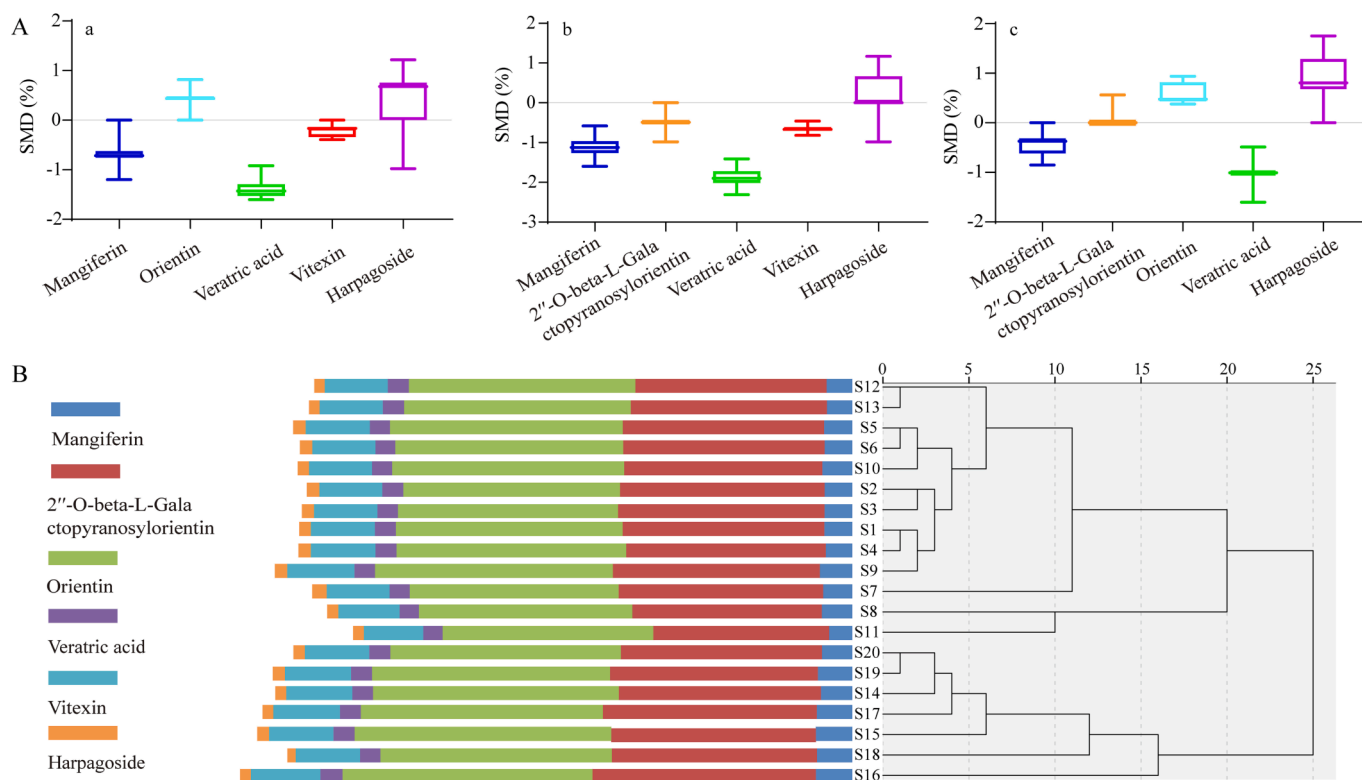 A
a
SMD (%)
2
1
0
-1
-2
Mangiferin
Orientin
Veratric acid
Vitexin
Harpagoside
b
SMD (%)
2
1
0
-1
-2
-3
Mangiferin
2″-O-beta-L-Gala
ctopyranosylorientin
Veratric acid
Vitexin
Harpagoside
c
SMD (%)
2
1
0
-1
-2
Mangiferin
2″-O-beta-L-Gala
ctopyranosylorientin
Orientin
Veratric acid
Harpagoside
B
Mangiferin
2″-O-beta-L-Gala
ctopyranosylorientin
Orientin
Veratric acid
Vitexin
Harpagoside
0 5 10 15 20 25
S12
S13
S5
S6
S10
S2
S3
S1
S4
S9
S7
S8
S11
S20
S19
S14
S17
S15
S18
S16